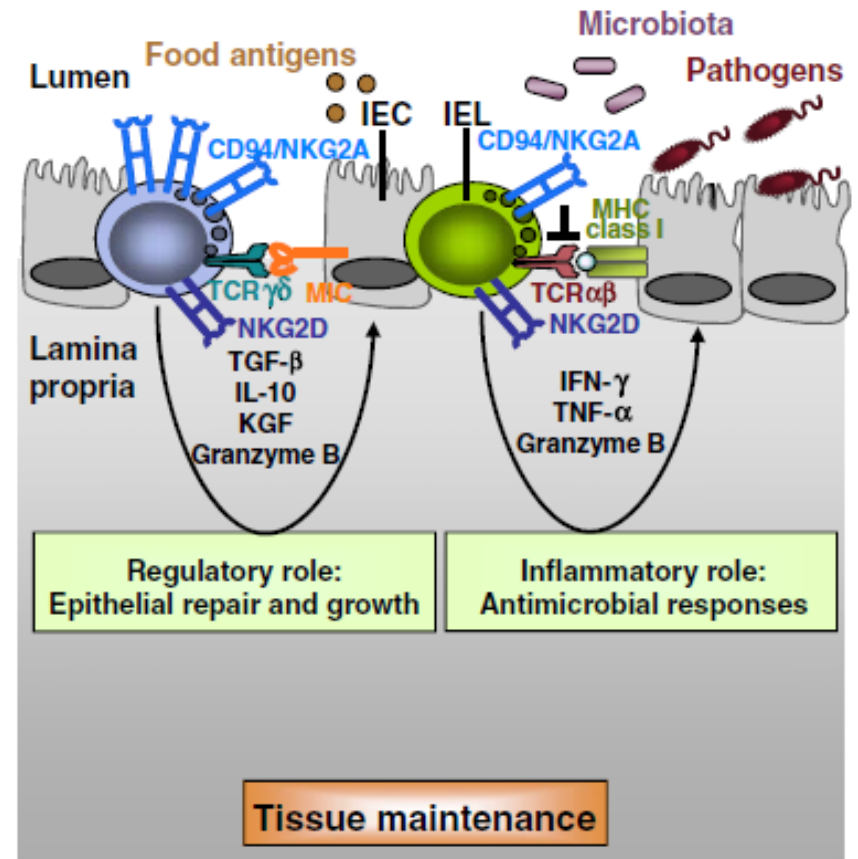 Microbiota
Food antigens
Pathogens
Lumen
IEC
IEL
CD94/NKG2A
CD94/NKG2A
MHC
class I
TCRγδ
MIC
TCRαβ
NKG2D
NKG2D
Lamina
propria
TGF-β
IL-10
KGF
Granzyme B
IFN-γ
TNF-α
Granzyme B
Regulatory role:
Epithelial repair and growth
Inflammatory role:
Antimicrobial responses
Tissue maintenance